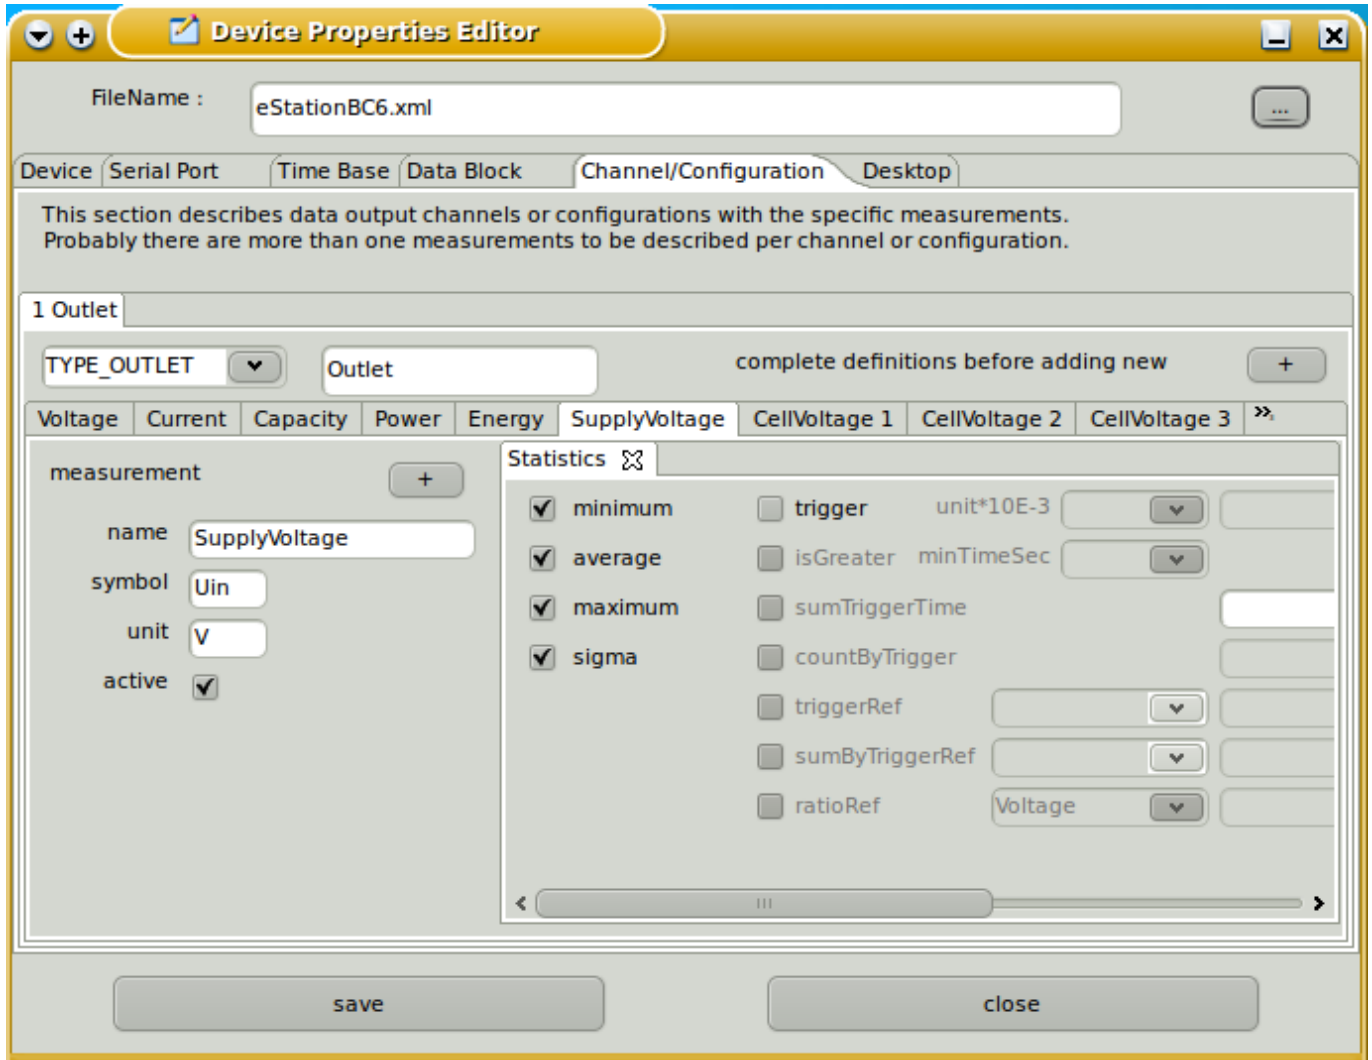 Device Properties Editor
FileName :
eStationBC6.xml
...
Device Serial Port Time Base Data Block Channel/Configuration Desktop
This section describes data output channels or configurations with the specific measurements.
Probably there are more than one measurements to be described per channel or configuration.
1 Outlet
TYPE_OUTLET Outlet complete definitions before adding new +
Voltage Current Capacity Power Energy SupplyVoltage CellVoltage 1 CellVoltage 2 CellVoltage 3 »
measurement +
name SupplyVoltage
symbol Uin
unit V
active
Statistics
minimum trigger unit*10E-3
average isGreater minTimeSec
maximum sumTriggerTime
sigma countByTrigger
triggerRef
sumByTriggerRef
ratioRef Voltage
save close